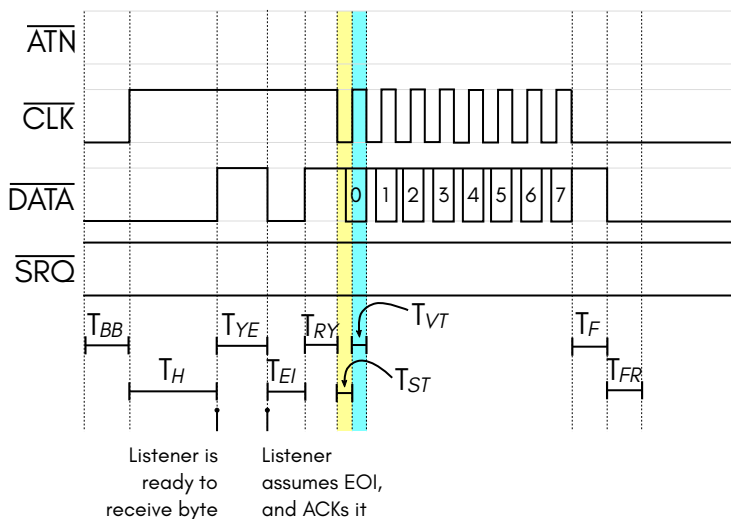 ATN
CLK
DATA
0 1 2 3 4 5 6 7
SRQ
TBB TYE TRY TVT TF
TH TEI TST TFR
Listener is
ready to
receive byte
Listener
assumes EOI,
and ACKs it